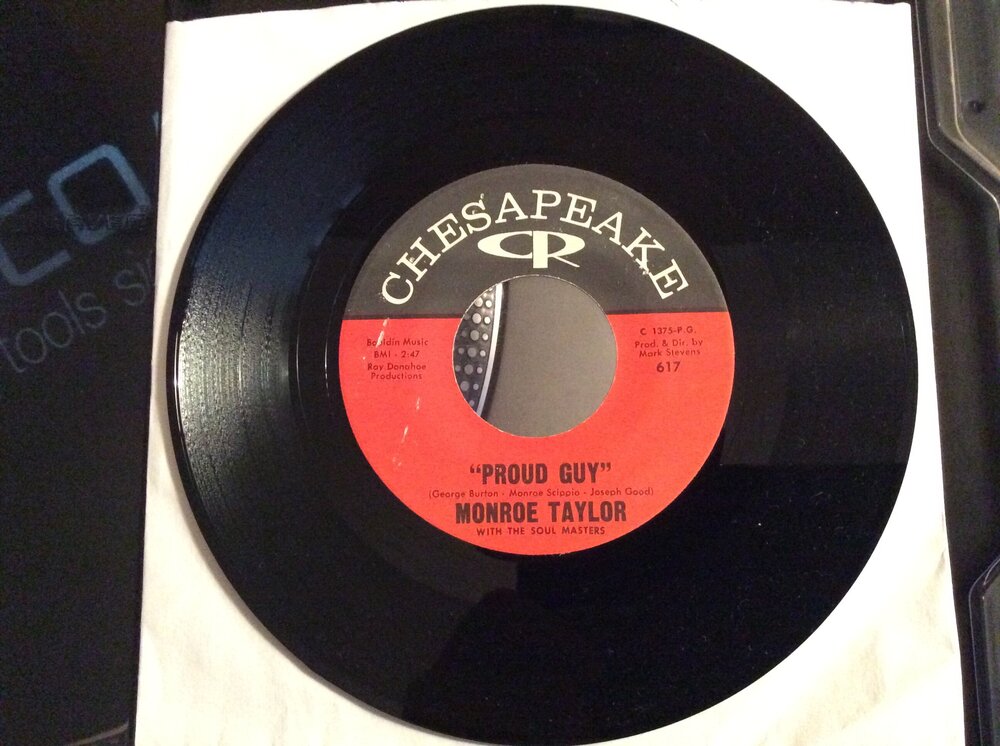 CHESAPEAKE
CR
Music
BMI - 2:47
Ray Donahoe
Productions
C 1375-P.G.
Prod. & Dir. by
Mark Stevens
617
"PROUD GUY"
(George Burton - Monroe Scippio - Joseph Good)
MONROE TAYLOR
WITH THE SOUL MASTERS
CO
tools